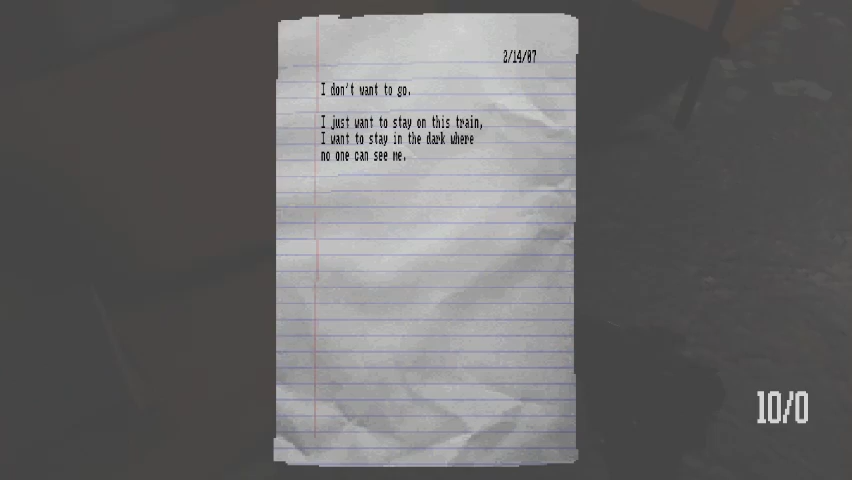 2/14/07
I don't want to go.
I just want to stay on this train,
I want to stay in the dark where
no one can see me.
10/0